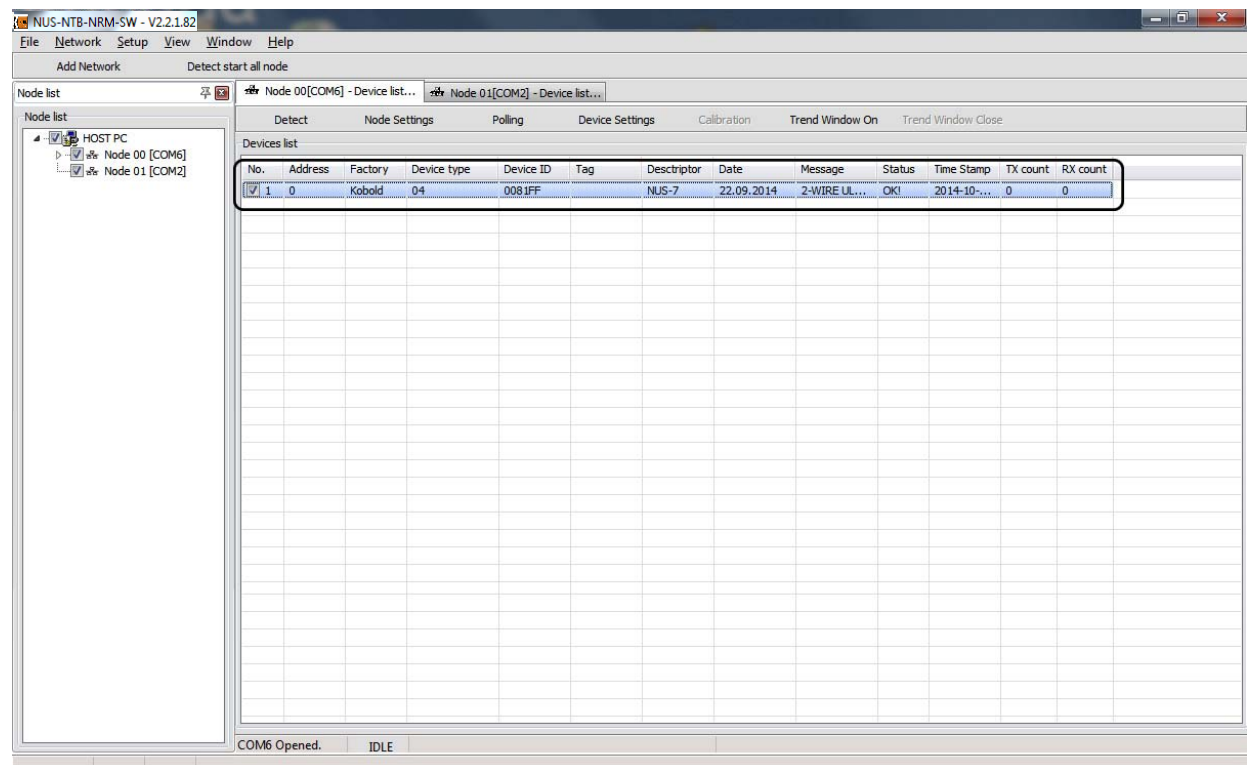 NUS-NTB-NRM-SW - V2.2.1.82
File Network Setup View Window Help
Add Network Detect start all node
Node list
Node 00[COM6] - Device list... Node 01[COM2] - Device list...
Node list
Detect Node Settings Polling Device Settings Calibration Trend Window On Trend Window Close
HOST PC
Node 00 [COM6]
Node 01 [COM2]
Devices list
No. Address Factory Device type Device ID Tag Desctriptor Date Message Status Time Stamp TX count RX count
1 0 Kobold 04 0081FF NUS-7 22.09.2014 2-WIRE UL... OK! 2014-10-... 0 0
COM6 Opened. IDLE